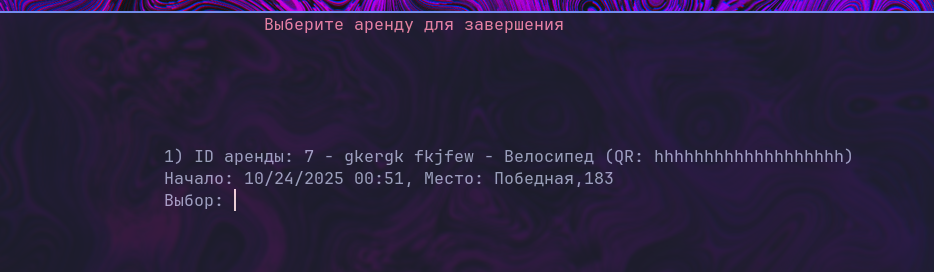 Выберите аренду для завершения
1) ID аренды: 7 - gkergk fkjfew - Велосипед (QR: hhhhhhhhhhhhhhhhhhh)
Начало: 10/24/2025 00:51, Место: Победная,183
Выбор: